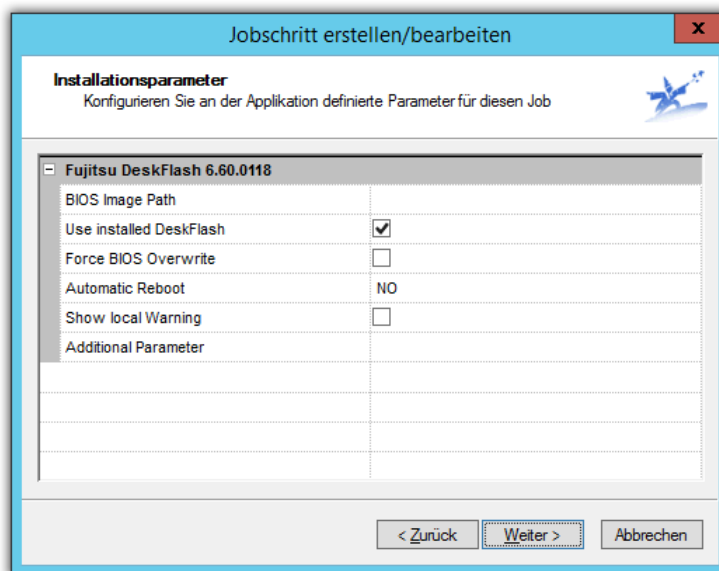 Jobschritt erstellen/bearbeiten
x
Installationsparameter
Konfigurieren Sie an der Applikation definierte Parameter für diesen Job
Fujitsu DeskFlash 6.60.0118
BIOS Image Path
Use installed DeskFlash
Force BIOS Overwrite
Automatic Reboot NO
Show local Warning
Additional Parameter
< Zurück Weiter > Abbrechen